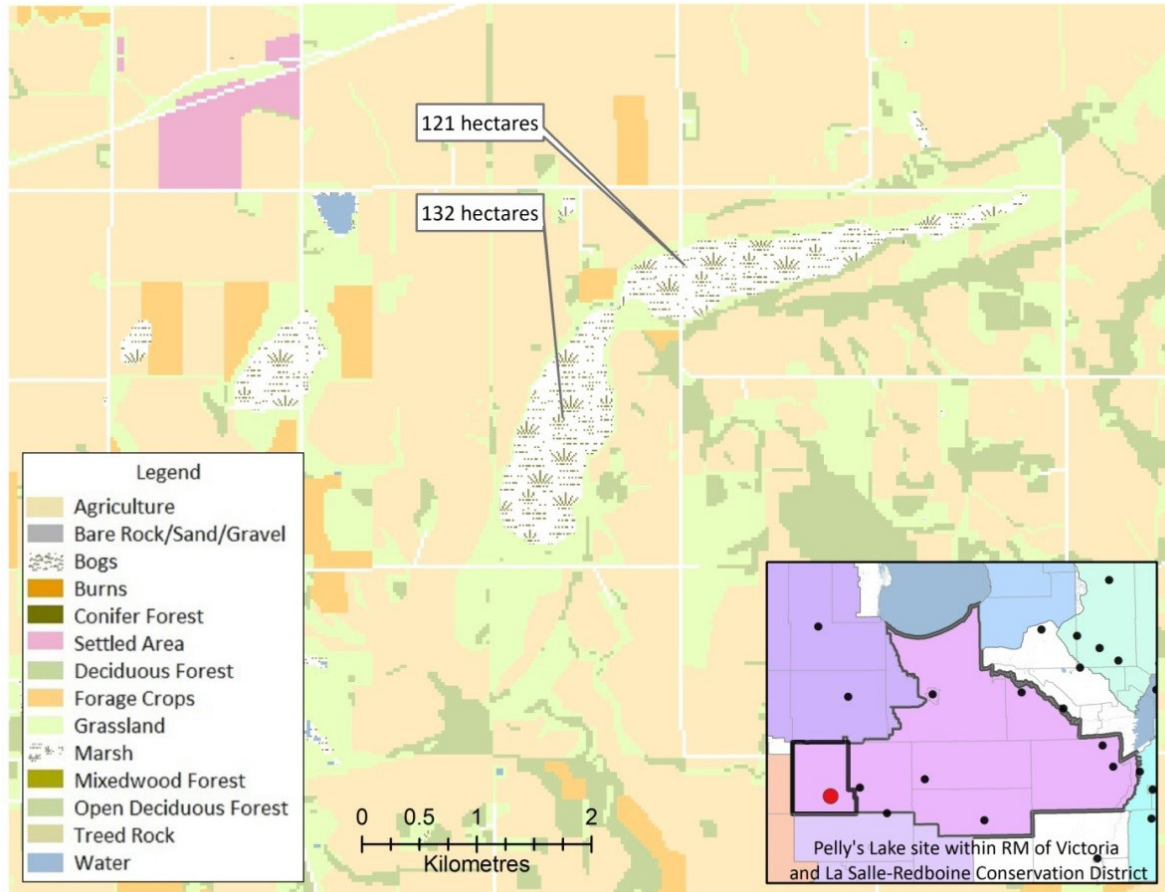 121 hectares
132 hectares
Legend
Agriculture
Bare Rock/Sand/Gravel
Bogs
Burns
Conifer Forest
Settled Area
Deciduous Forest
Forage Crops
Grassland
Marsh
Mixedwood Forest
Open Deciduous Forest
Treed Rock
Water
0 0.5 1 2
Kilometres
Pelly's Lake site within RM of Victoria
and La Salle-Redboine Conservation District